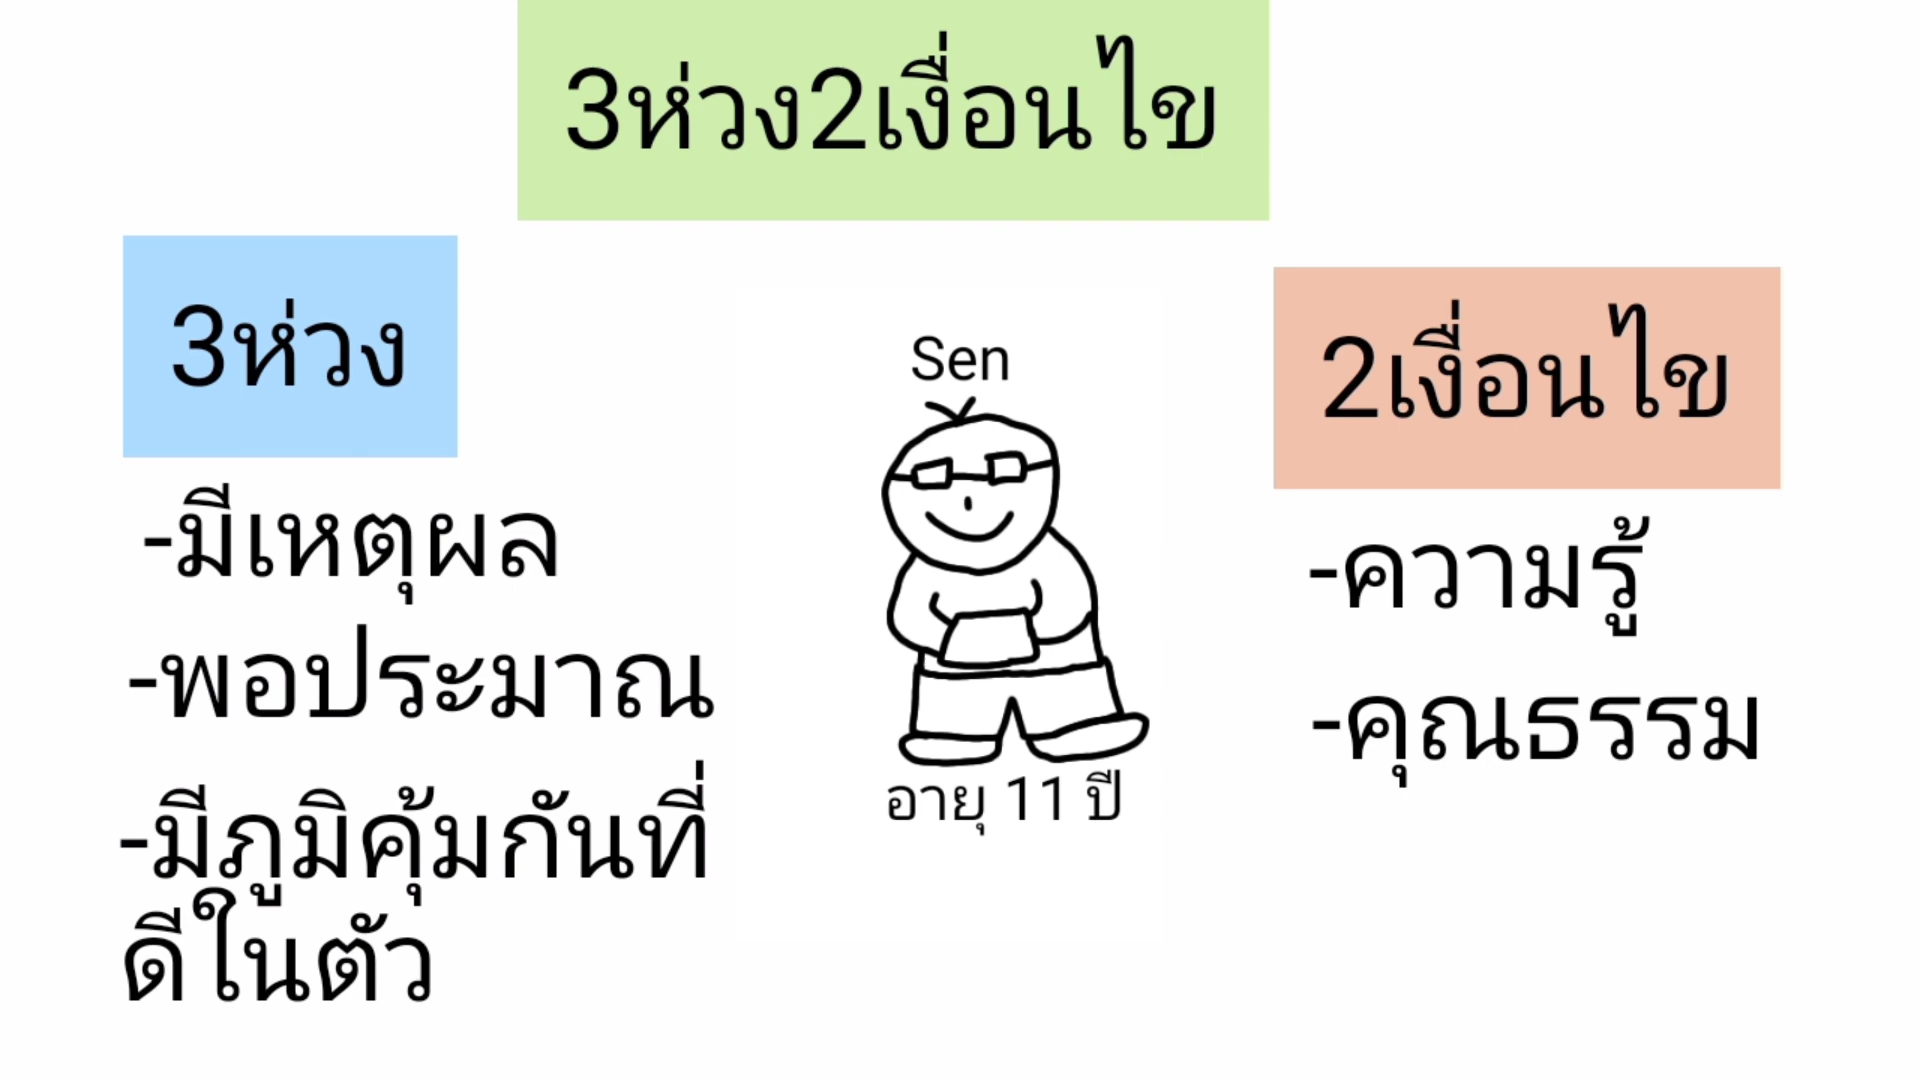 3ห่วง2เงื่อนไข
3ห่วง
-มีเหตุผล
-พอประมาณ
-มีภูมิคุ้มกันที่
ดีในตัว
Sen
อายุ 11 ปี
2เงื่อนไข
-ความรู้
-คุณธรรม